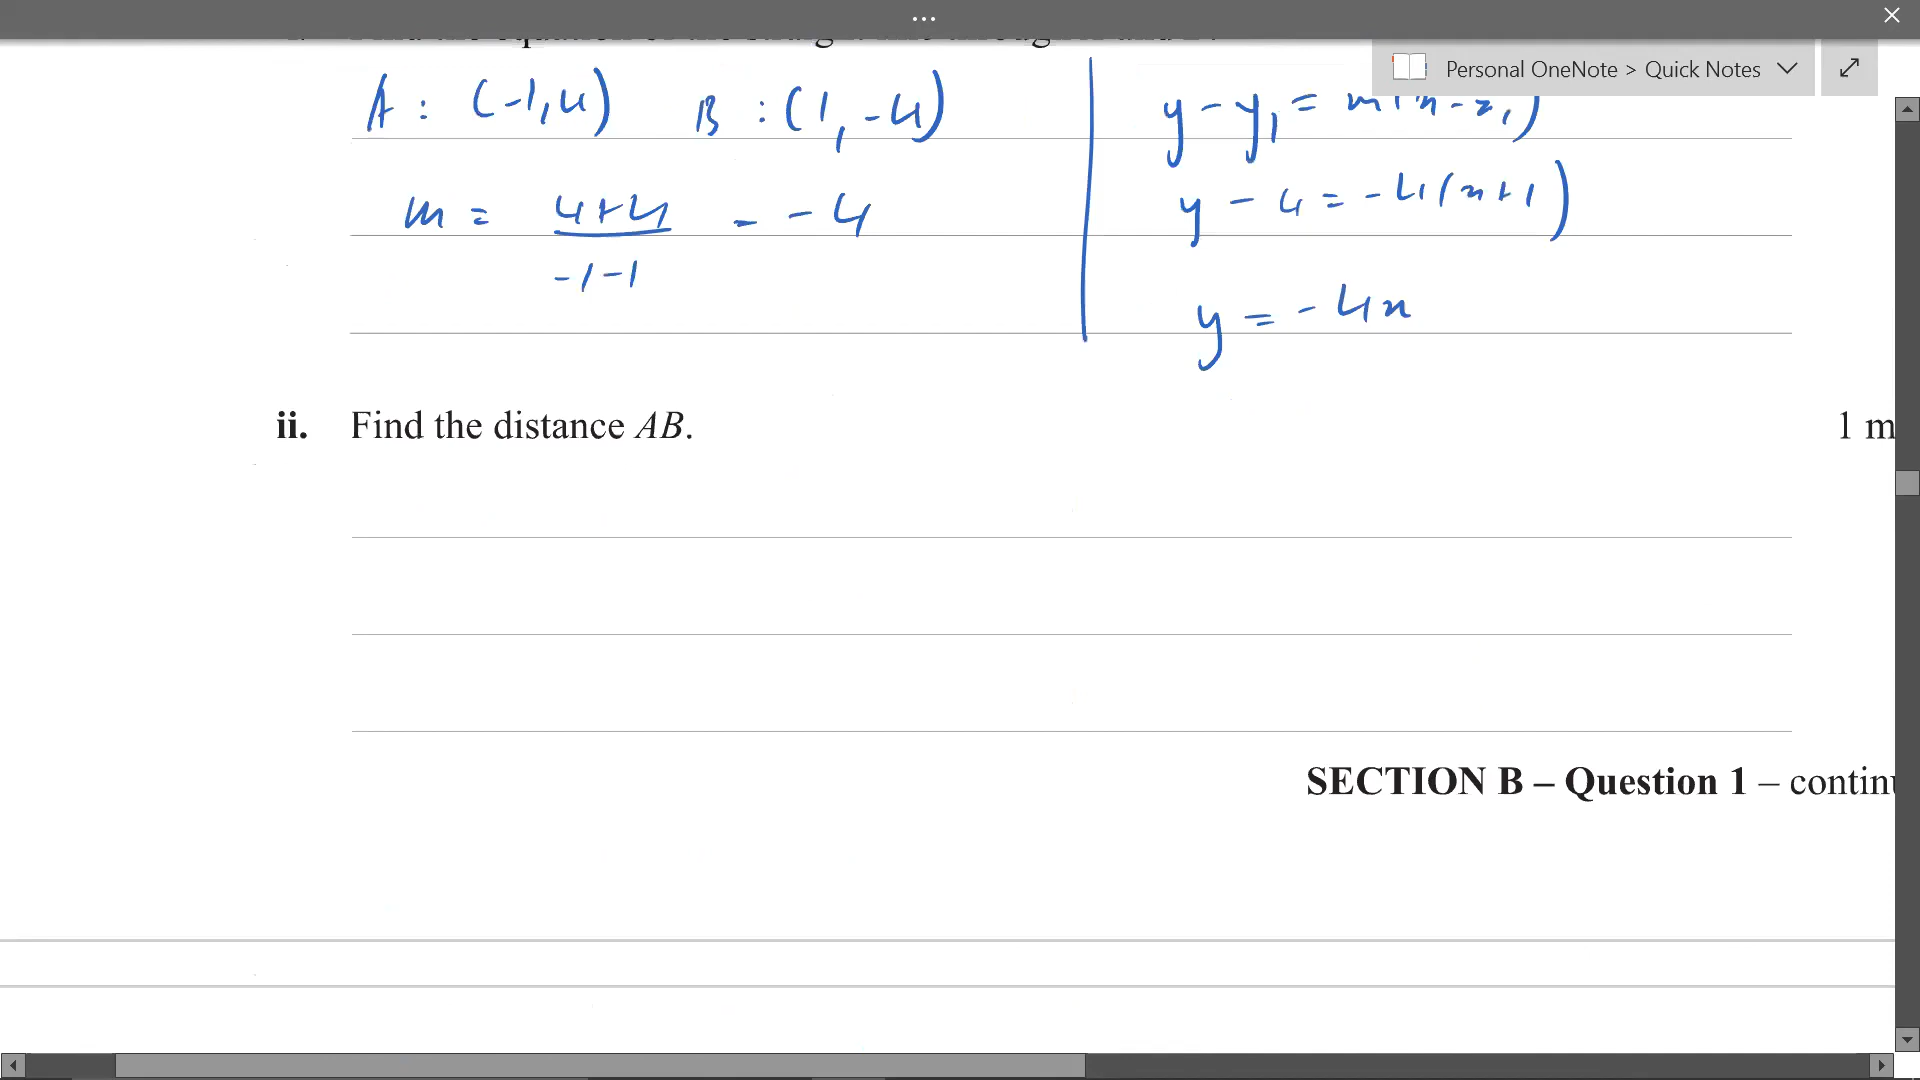 Personal OneNote > Quick Notes
A : (-1,4) B : (1,-4)
m = 4+4 = -4
-1-1
y-y₁ = m(x-x₁)
y-4 = -4(x+1)
y = -4x
ii. Find the distance AB. 1 m
SECTION B – Question 1 – contin